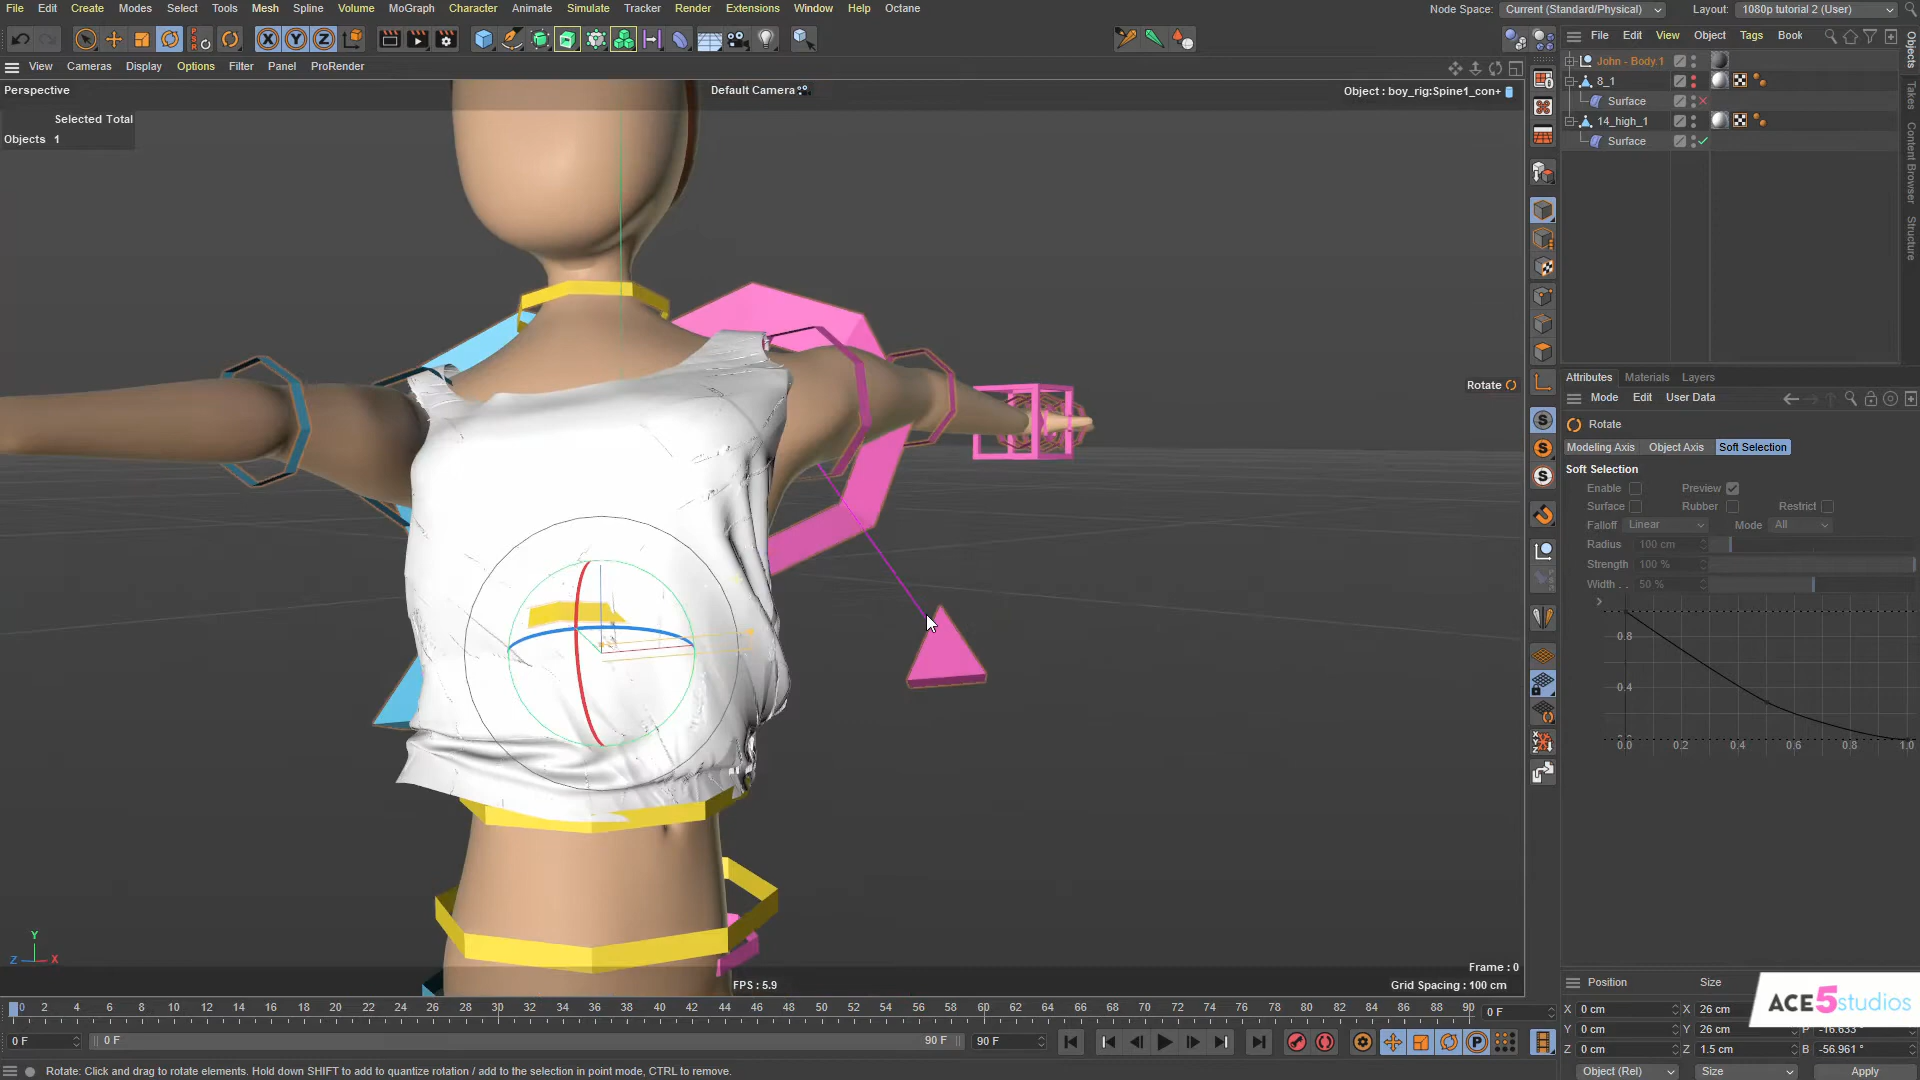 File Edit Create Modes Select Tools Mesh Spline Volume MoGraph Character Animate Simulate Tracker Render Extensions Window Help Octane
Node Space: Current (Standard/Physical) Layout: 1080p tutorial 2 (User)
File Edit View Object Tags Book
View Cameras Display Options Filter Panel ProRender
Perspective
Default Camera
Object : boy_rig:Spine1_con+
Selected Total
Objects 1
John - Body.1
8_1
Surface
14_high_1
Surface
Objects
Takes
Content Browser
Structure
Rotate
Attributes Materials Layers
Mode Edit User Data
Rotate
Modeling Axis Object Axis Soft Selection
Soft Selection
Enable Preview
Surface Rubber Restrict
Falloff Linear Mode All
Radius 100 cm
Strength 100 %
Width . . 50 %
0.8
0.4
0.0 0.2 0.4 0.6 0.8 1.0
Y
Z X
Frame : 0
FPS : 5.9
Grid Spacing : 100 cm
0 2 4 6 8 10 12 14 16 18 20 22 24 26 28 30 32 34 36 38 40 42 44 46 48 50 52 54 56 58 60 62 64 66 68 70 72 74 76 78 80 82 84 86 88 90
0 F
0 F 0 F 90 F 90 F
Position Size
X 0 cm X 26 cm
Y 0 cm Y 26 cm P -16.633 °
Z 0 cm Z 1.5 cm B -56.961 °
Object (Rel) Size Apply
ACE5studios
Rotate: Click and drag to rotate elements. Hold down SHIFT to add to quantize rotation / add to the selection in point mode, CTRL to remove.